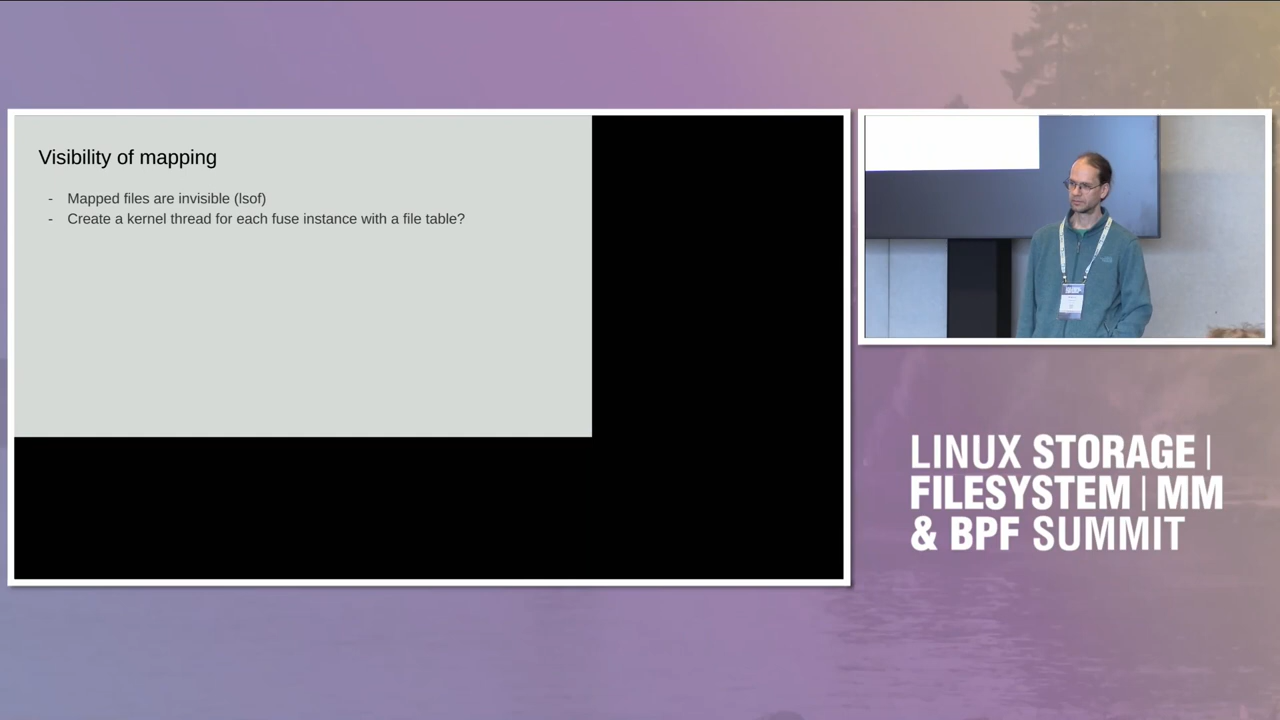 Visibility of mapping
- Mapped files are invisible (lsof)
- Create a kernel thread for each fuse instance with a file table?
LINUX STORAGE |
FILESYSTEM | MM
& BPF SUMMIT